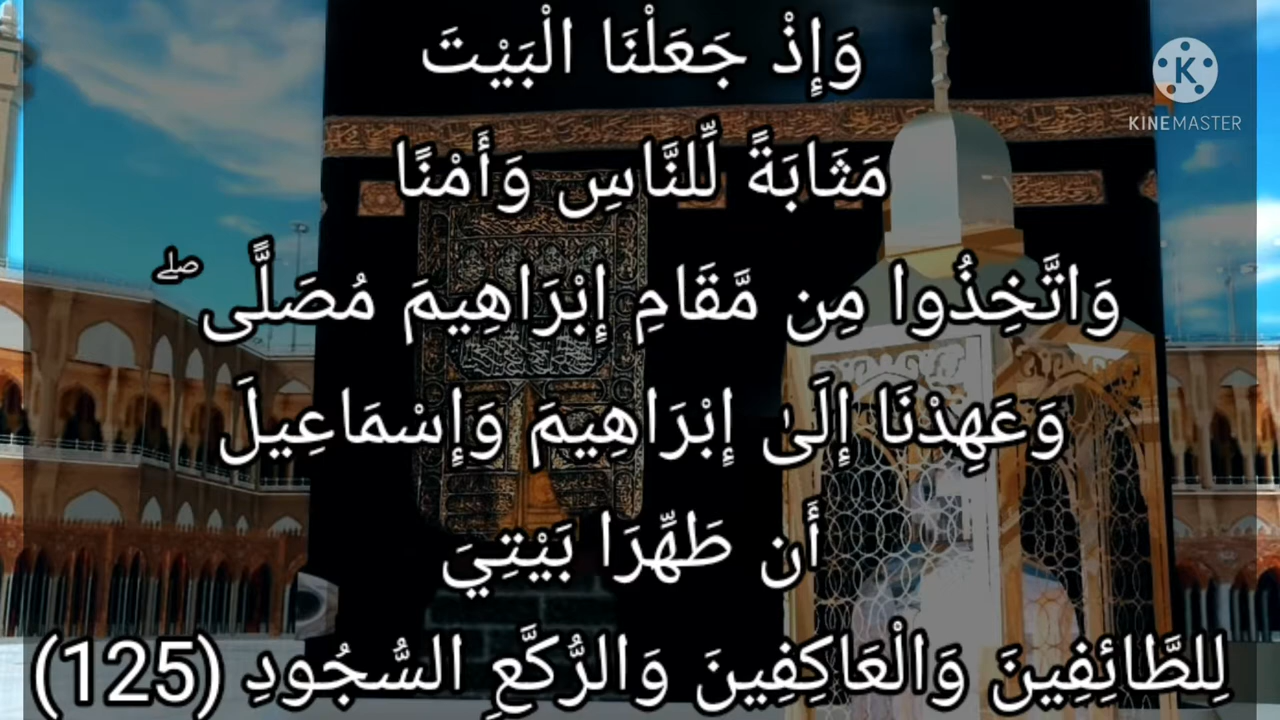 وَإِذْ جَعَلْنَا الْبَيْتَ
مَثَابَةً لِّلنَّاسِ وَأَمْنًا
وَاتَّخِذُوا مِن مَّقَامِ إِبْرَاهِيمَ مُصَلًّى ۖ
وَعَهِدْنَا إِلَىٰ إِبْرَاهِيمَ وَإِسْمَاعِيلَ
أَن طَهِّرَا بَيْتِيَ
لِلطَّائِفِينَ وَالْعَاكِفِينَ وَالرُّكَّعِ السُّجُودِ (125)
K
KINEMASTER